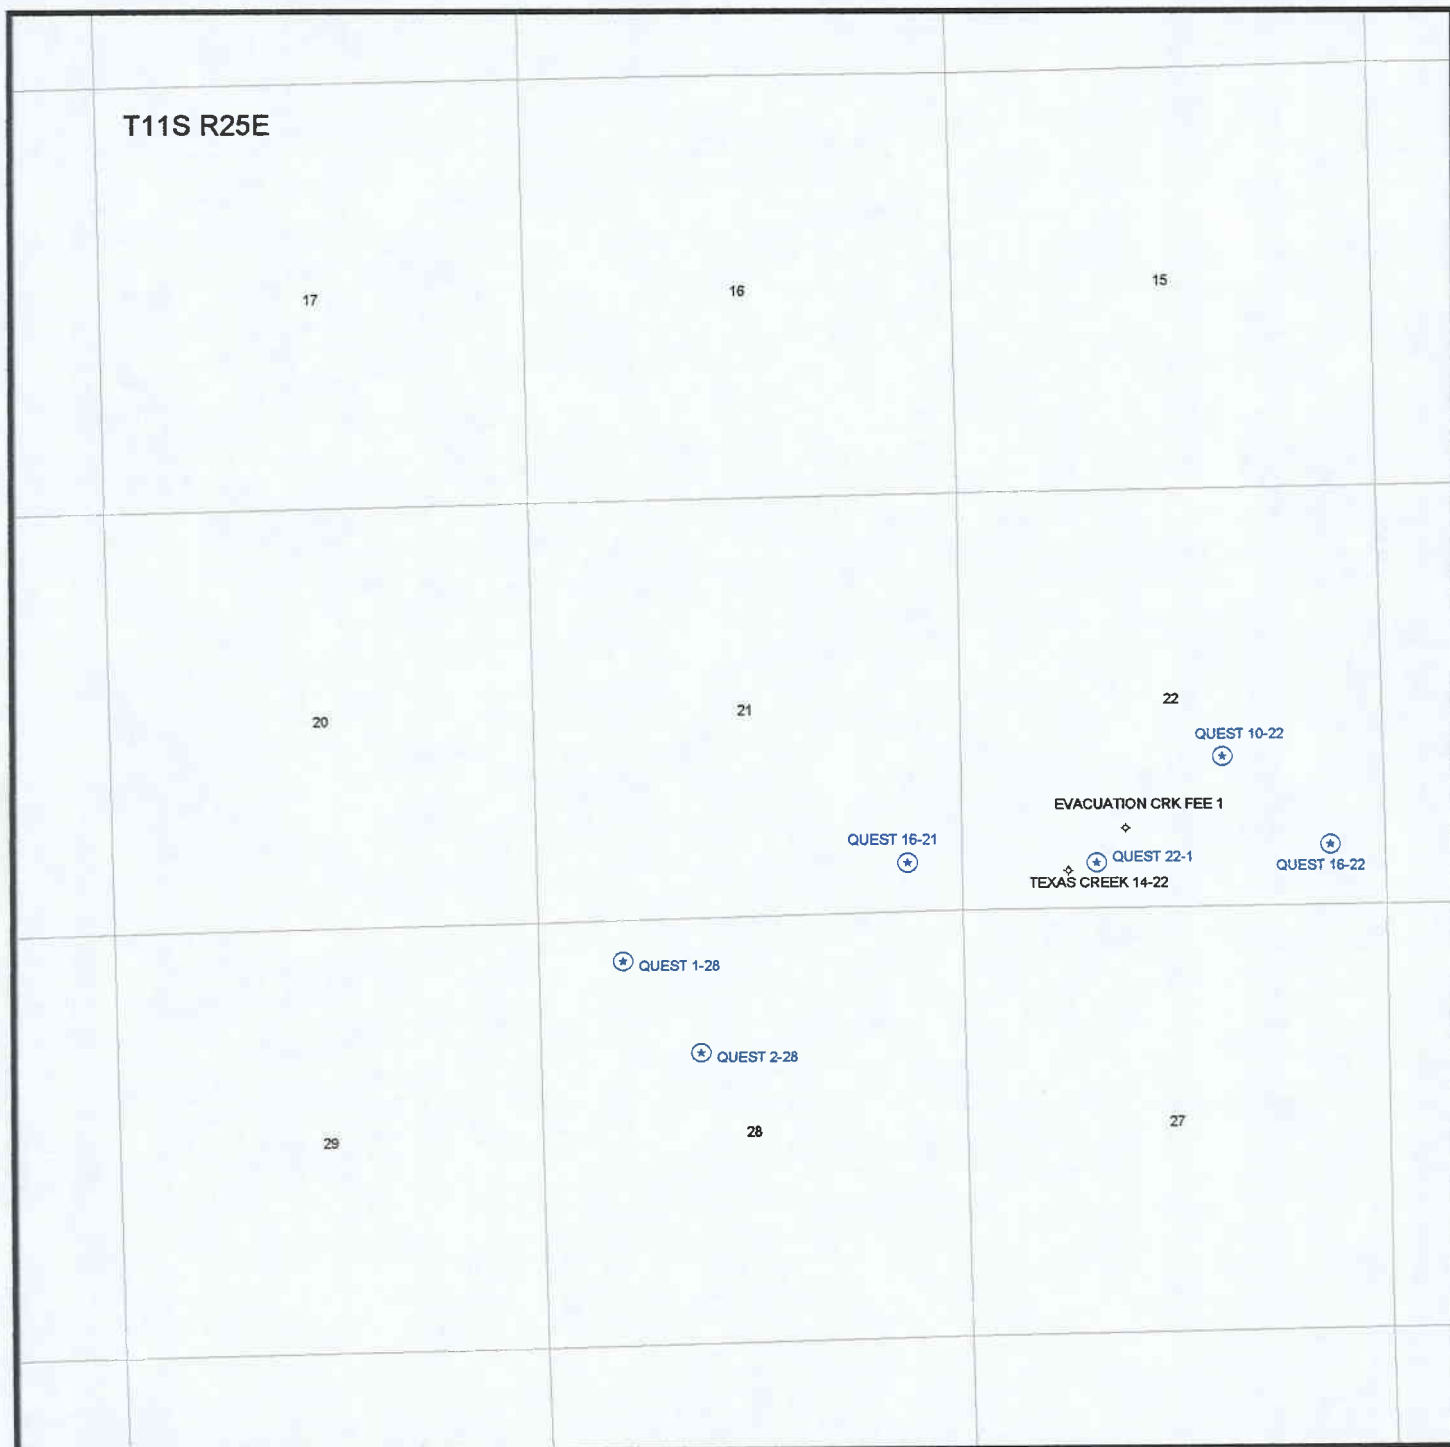 T11S R25E
17
16
15
20
21
22
QUEST 10-22
EVACUATION CRK FEE 1
QUEST 16-21
QUEST 22-1
QUEST 16-22
TEXAS CREEK 14-22
QUEST 1-28
QUEST 2-28
29
28
27